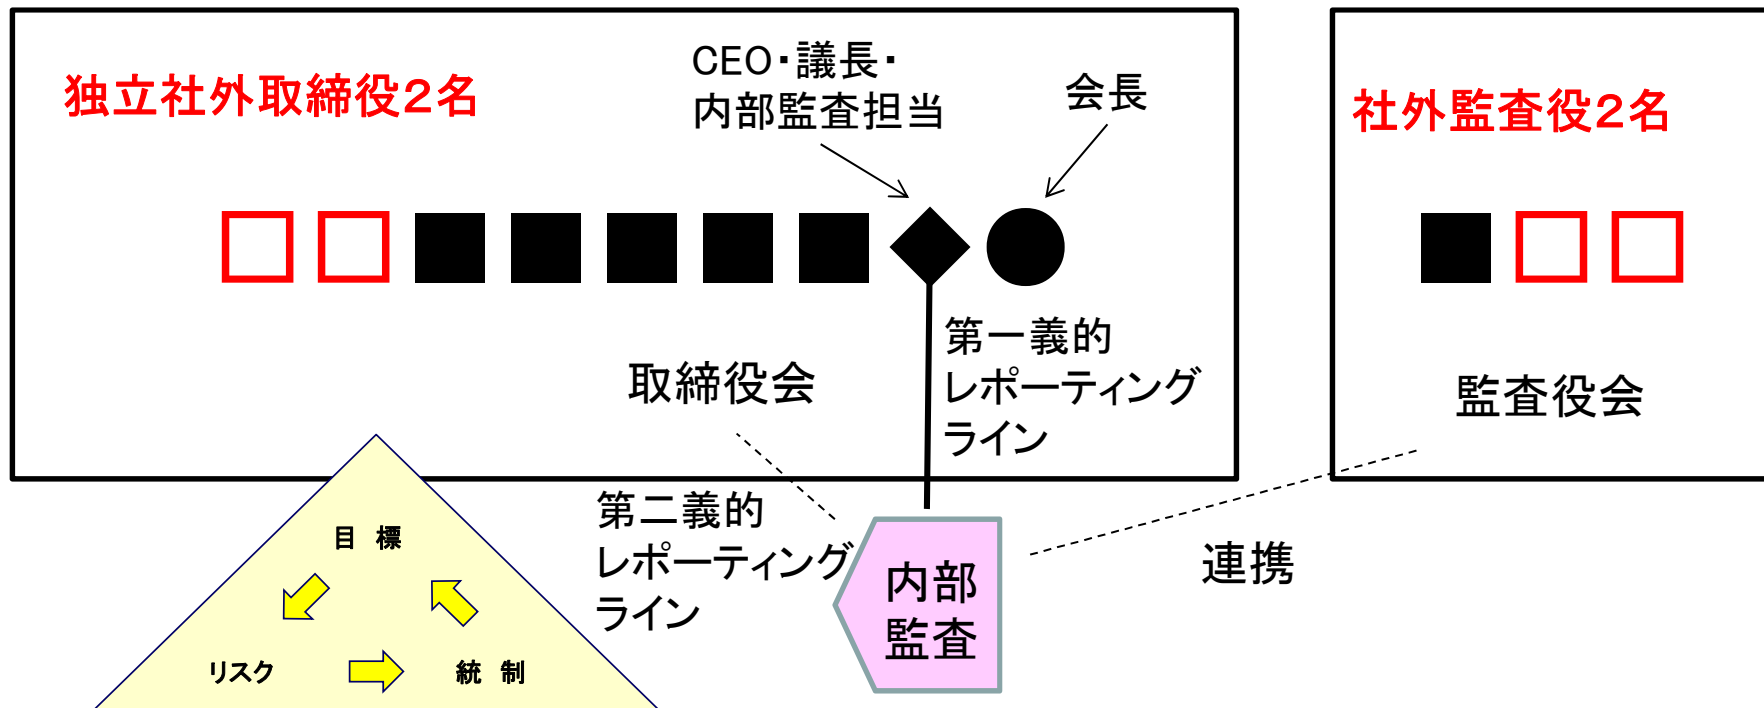 CEO・議長・
内部監査担当
会長
独立社外取締役２名
社外監査役２名
第一義的
レポーティング
ライン
取締役会
監査役会
第二義的
レポーティング
ライン
目 標
リスク
統 制
内部
監査
連携